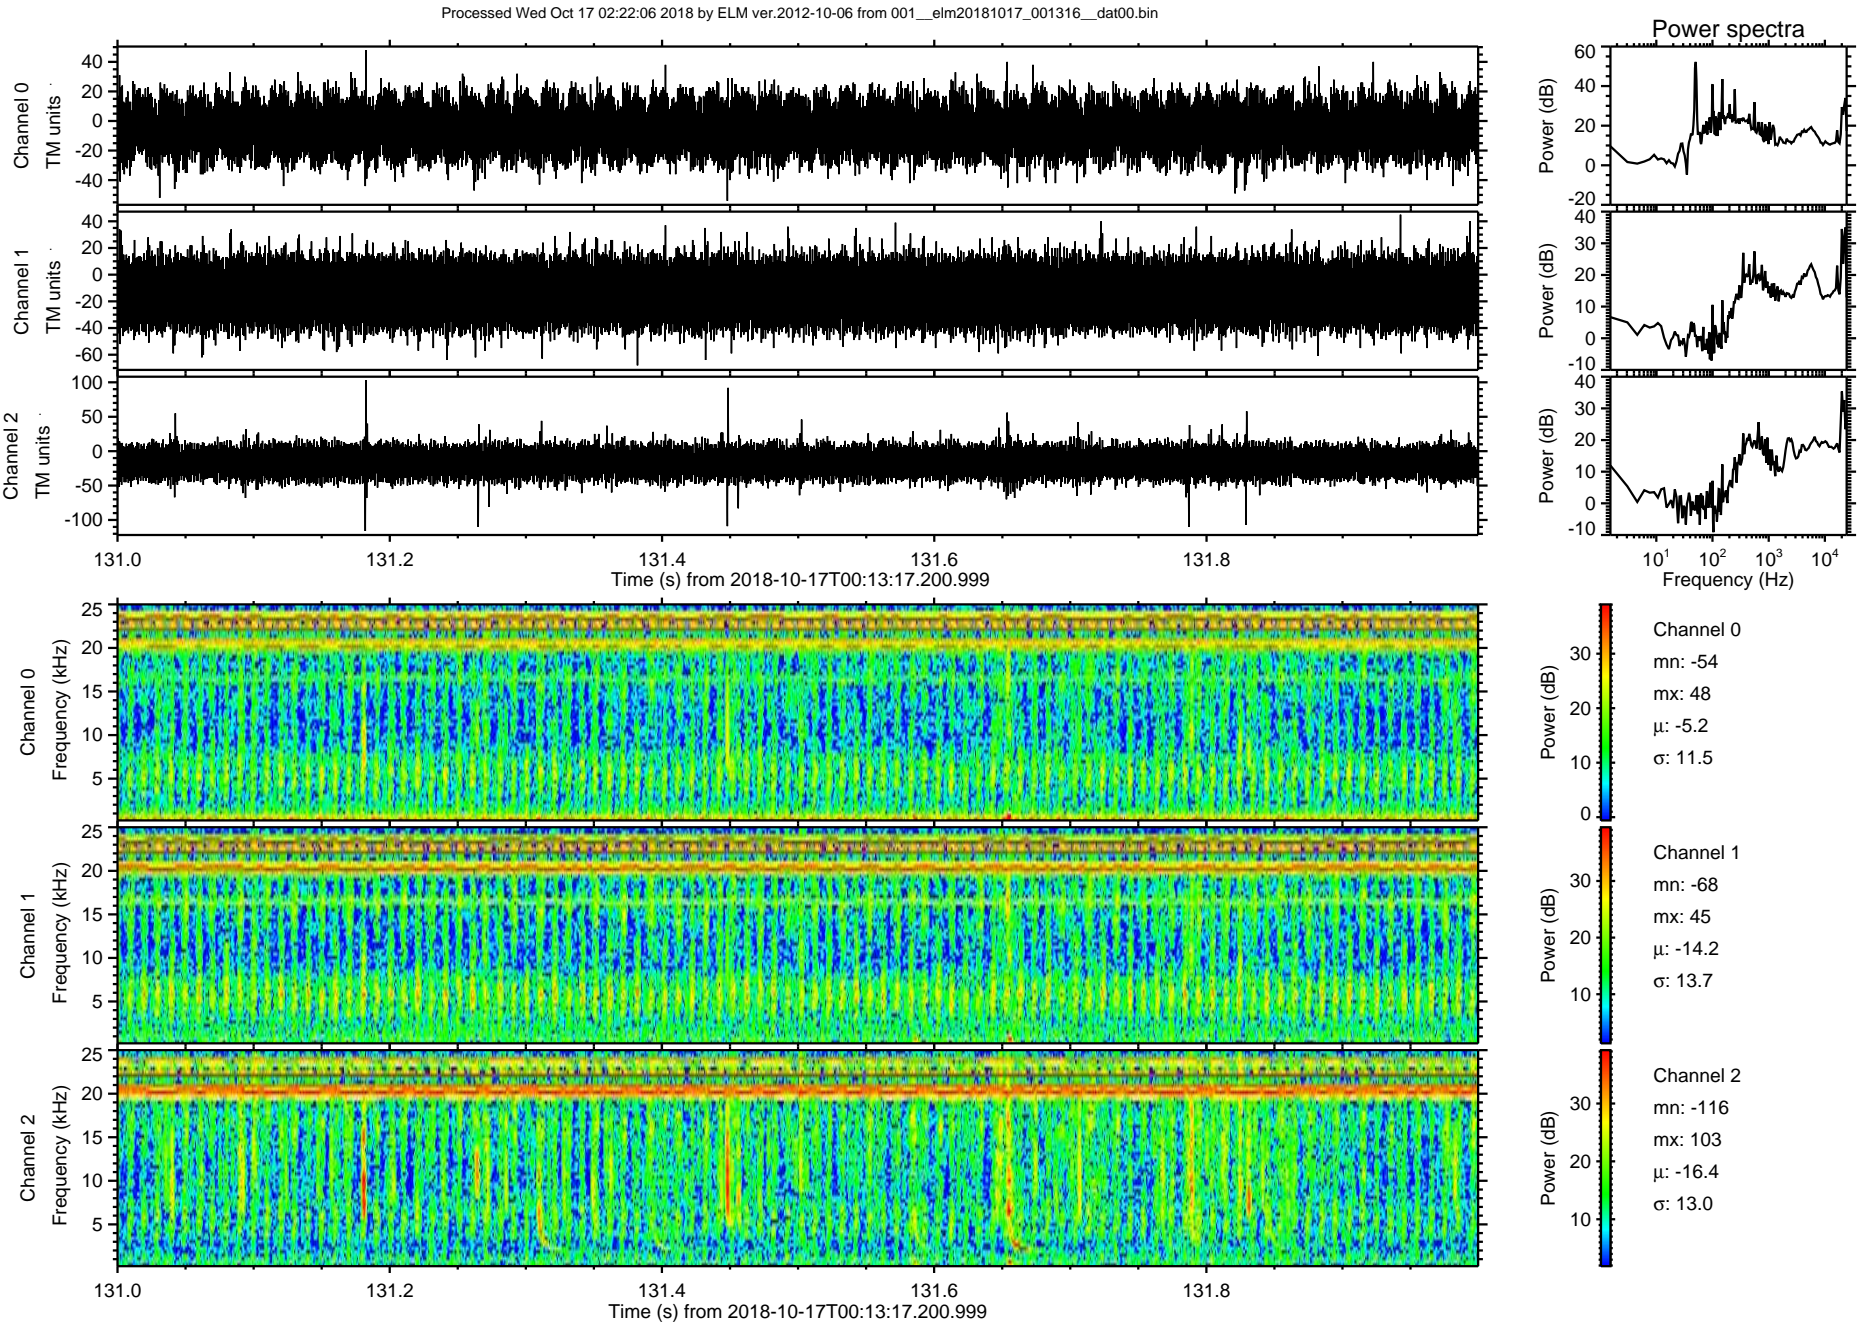 Processed Wed Oct 17 02:22:06 2018 by ELM ver.2012-10-06 from 001__elm20181017_001316__dat00.bin
Power spectra
Channel 0
TM units
40
20
0
-20
-40
Power (dB)
60
40
20
0
-20
Channel 1
TM units
40
20
0
-20
-40
-60
Power (dB)
40
30
20
10
0
-10
Channel 2
TM units
100
50
0
-50
-100
Power (dB)
40
30
20
10
0
-10
131.0 131.2 131.4 131.6 131.8
Time (s) from 2018-10-17T00:13:17.200.999
10¹ 10² 10³ 10⁴
Frequency (Hz)
Channel 0
Frequency (kHz)
25
20
15
10
5
Power (dB)
30
20
10
0
Channel 0
mn: -54
mx: 48
μ: -5.2
σ: 11.5
Channel 1
Frequency (kHz)
25
20
15
10
5
Power (dB)
30
20
10
Channel 1
mn: -68
mx: 45
μ: -14.2
σ: 13.7
Channel 2
Frequency (kHz)
25
20
15
10
5
Power (dB)
30
20
10
Channel 2
mn: -116
mx: 103
μ: -16.4
σ: 13.0
131.0 131.2 131.4 131.6 131.8
Time (s) from 2018-10-17T00:13:17.200.999